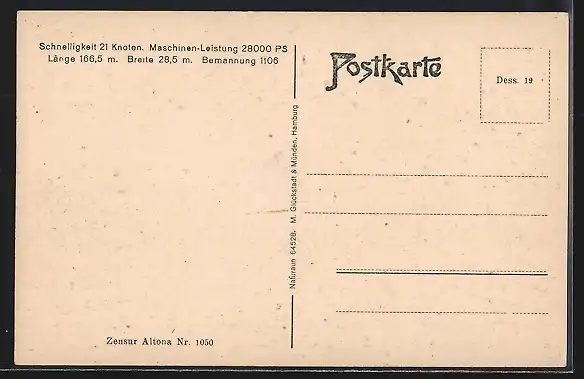 Schnelligkeit 21 Knoten. Maschinen-Leistung 28000 PS
Länge 166,5 m. Breite 28,5 m. Bemannung 1106
Postkarte
Dess. 19
Nafuraun 64528. M. Glückstadt & Münden, Hamburg
Zensur Altona Nr. 1050